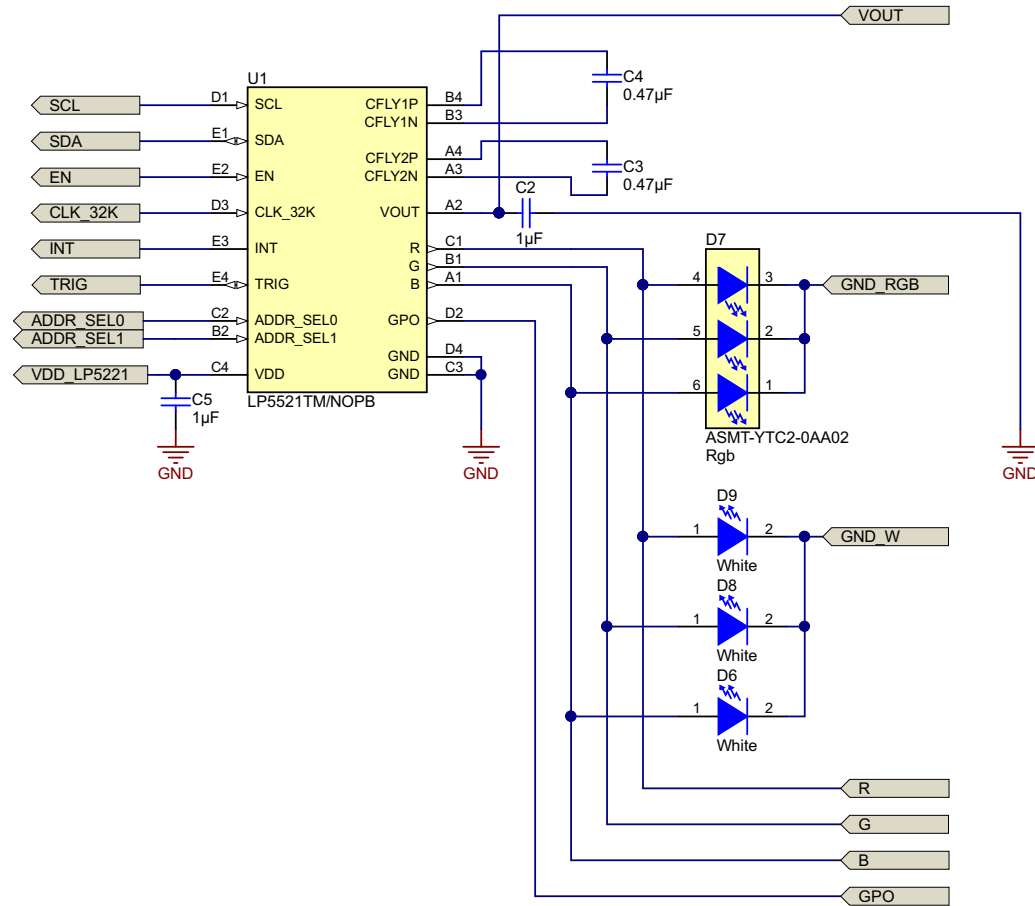 VOUT
U1
C4
0.47µF
SCL
D1
SCL
CFLY1P
B4
CFLY1N
B3
SDA
E1
SDA
CFLY2P
A4
C3
0.47µF
EN
E2
EN
CFLY2N
A3
CLK_32K
D3
CLK_32K
VOUT
A2
C2
1µF
INT
E3
INT
R
C1
G
B1
D7
TRIG
E4
TRIG
B
A1
4
3
GND_RGB
ADDR_SEL0
C2
ADDR_SEL0
GPO
D2
ADDR_SEL1
B2
ADDR_SEL1
5
2
GND
D4
VDD_LP5221
C4
VDD
GND
C3
6
1
C5
1µF
LP5521TM/NOPB
ASMT-YTC2-0AA02
Rgb
GND
GND
GND
D9
1
2
GND_W
White
D8
1
2
White
D6
1
2
White
R
G
B
GPO